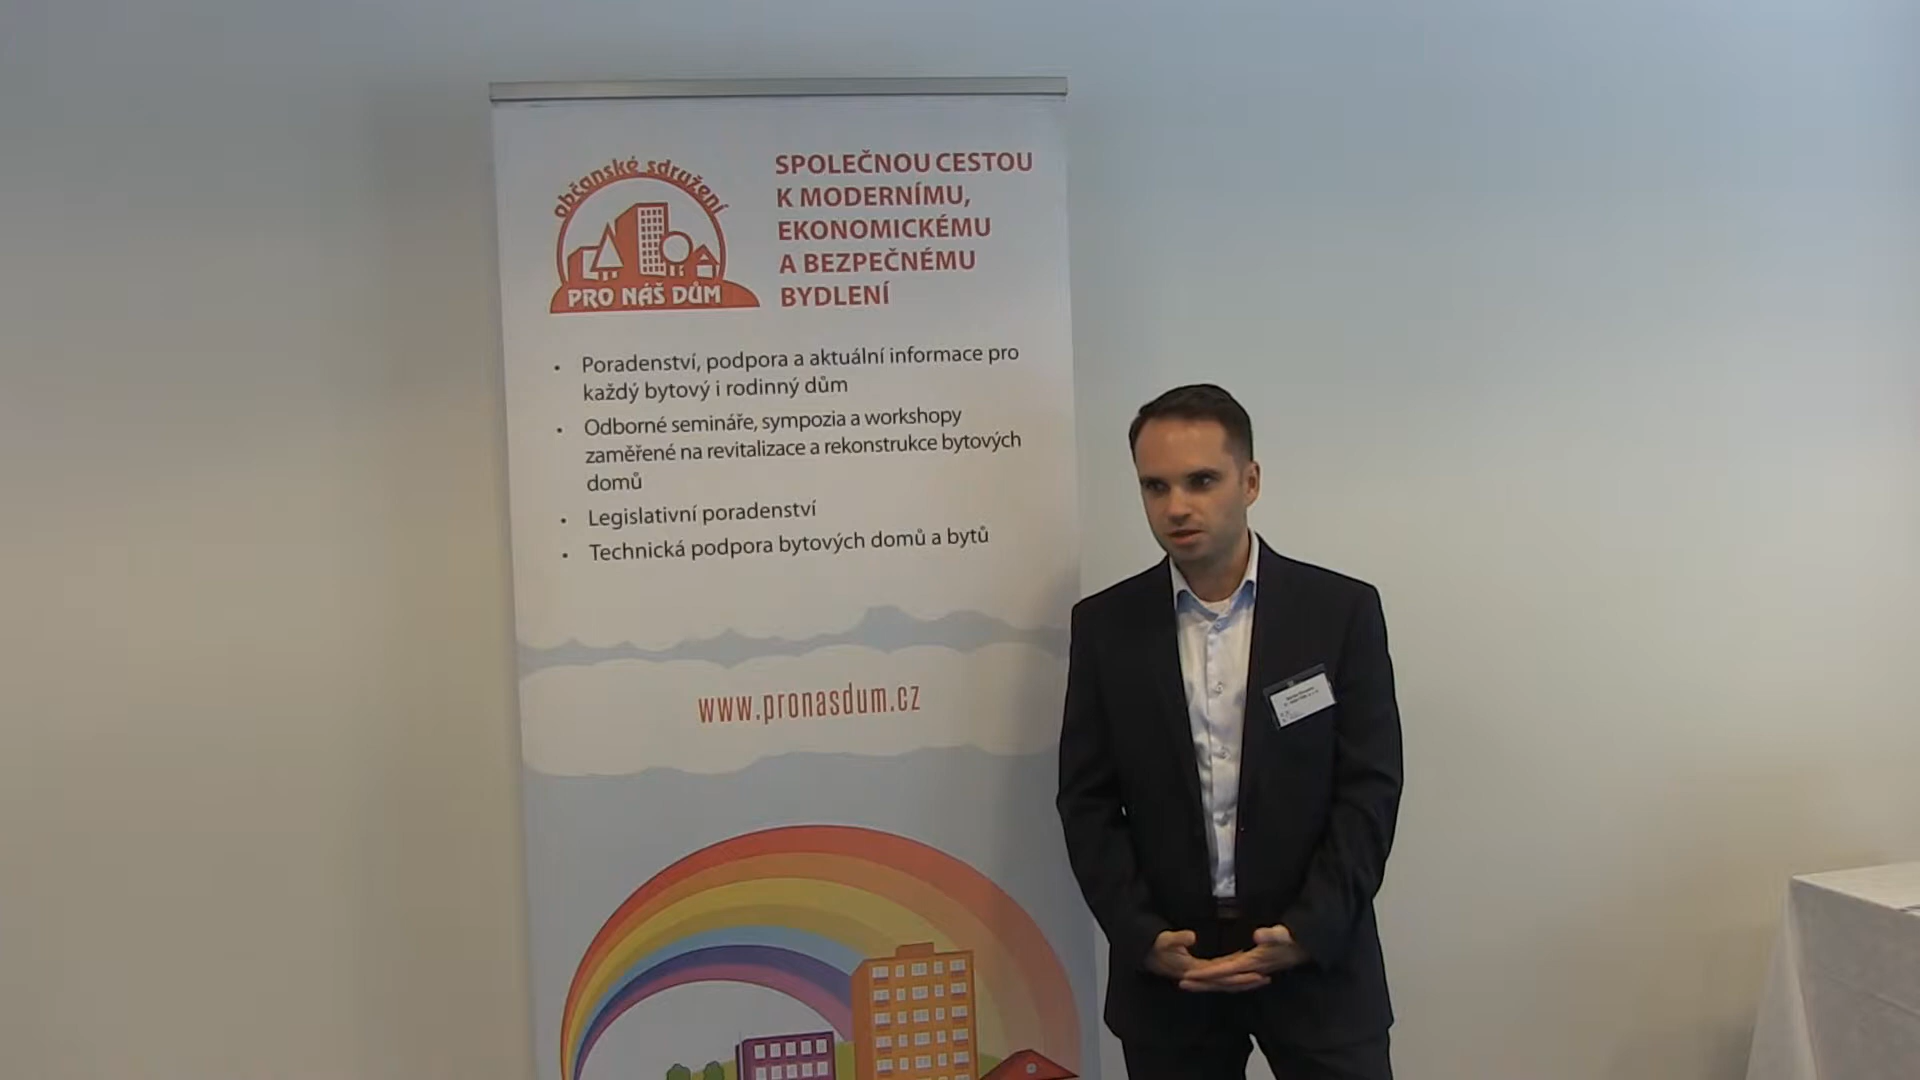 občanské sdružení
PRO NÁŠ DŮM
SPOLEČNOU CESTOU
K MODERNÍMU,
EKONOMICKÉMU
A BEZPEČNÉMU
BYDLENÍ
• Poradenství, podpora a aktuální informace pro
každý bytový i rodinný dům
• Odborné semináře, sympozia a workshopy
zaměřené na revitalizace a rekonstrukce bytových
domů
• Legislativní poradenství
• Technická podpora bytových domů a bytů
www.pronasdum.cz